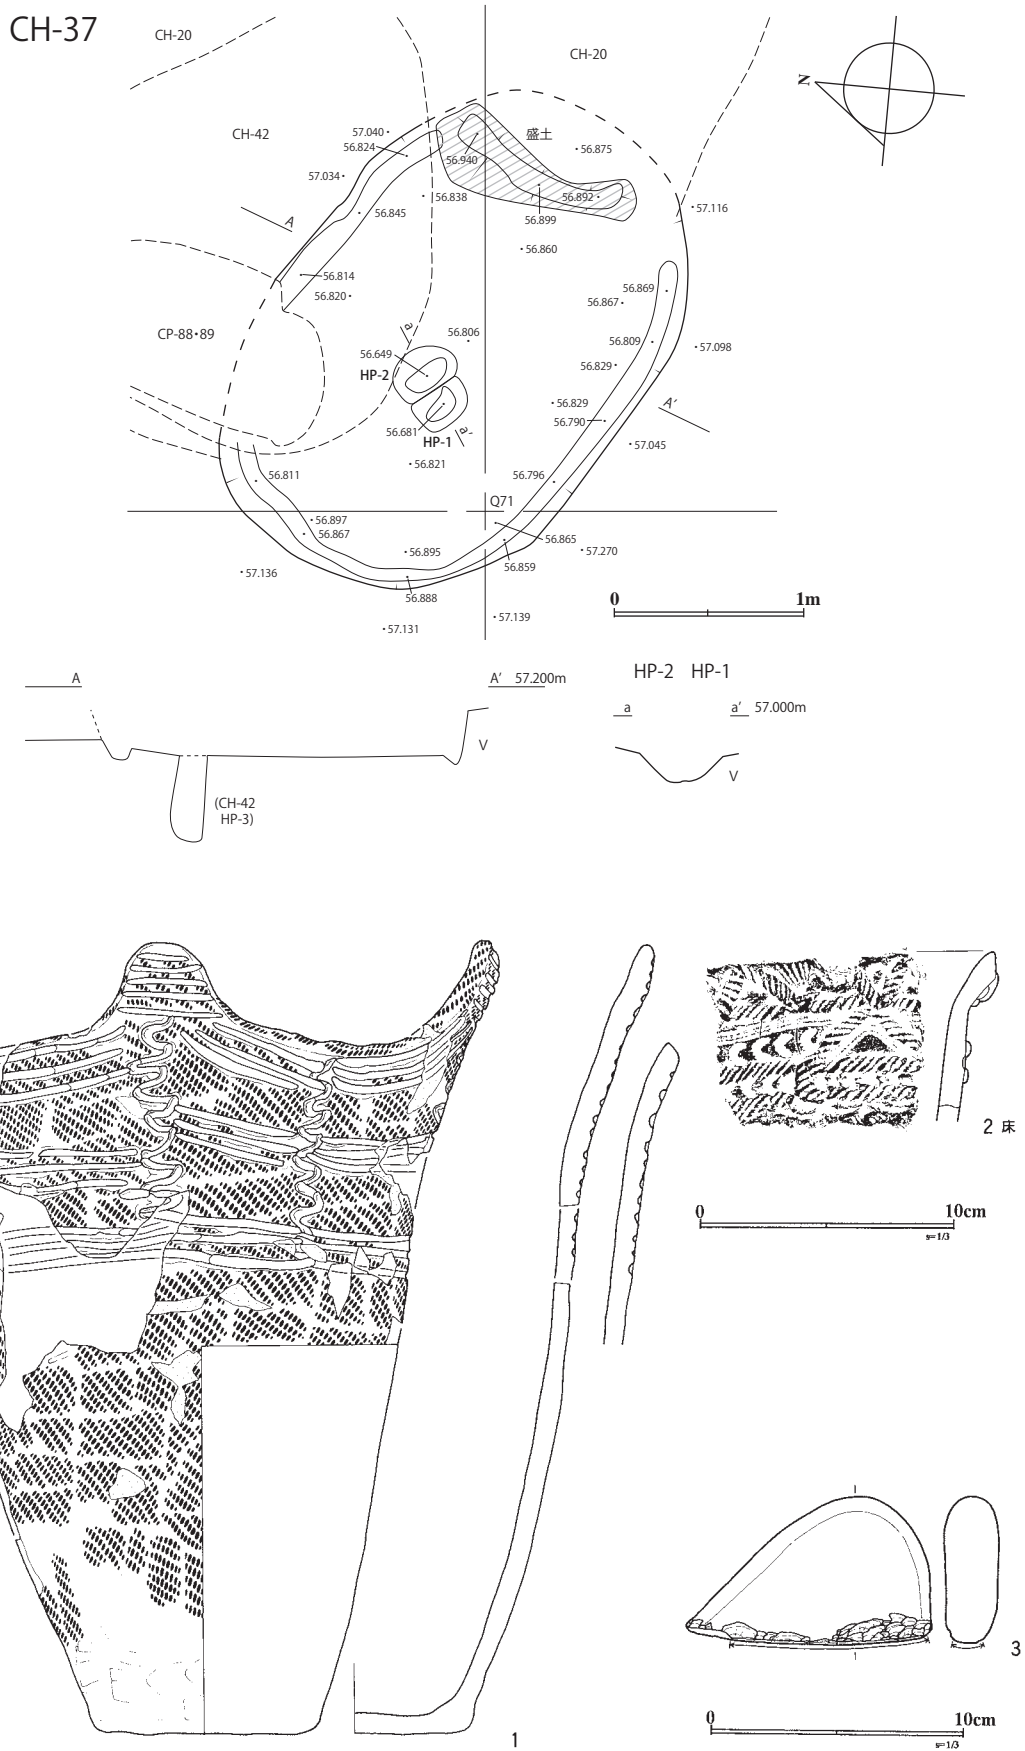 CH-37
CH-20
CH-20
N
CH-42
57.040
56.824
盛土
56.875
56.940
57.034
56.838
56.892
57.116
56.845
56.899
A
56.860
56.814
56.869
56.820
56.867
CP-88・89
a
56.806
56.809
57.098
56.649
56.829
HP-2
56.829
A′
56.790
56.681
a′
HP-1
57.045
56.821
56.811
56.796
Q71
56.897
56.867
56.865
56.895
57.270
56.859
57.136
56.888
57.139
57.131
0 1m
A A′ 57.200m
HP-2 HP-1
a a′ 57.000m
V
V
(CH-42
HP-3)
2 床
0 10cm
s=1/3
3
0 10cm
s=1/3
1